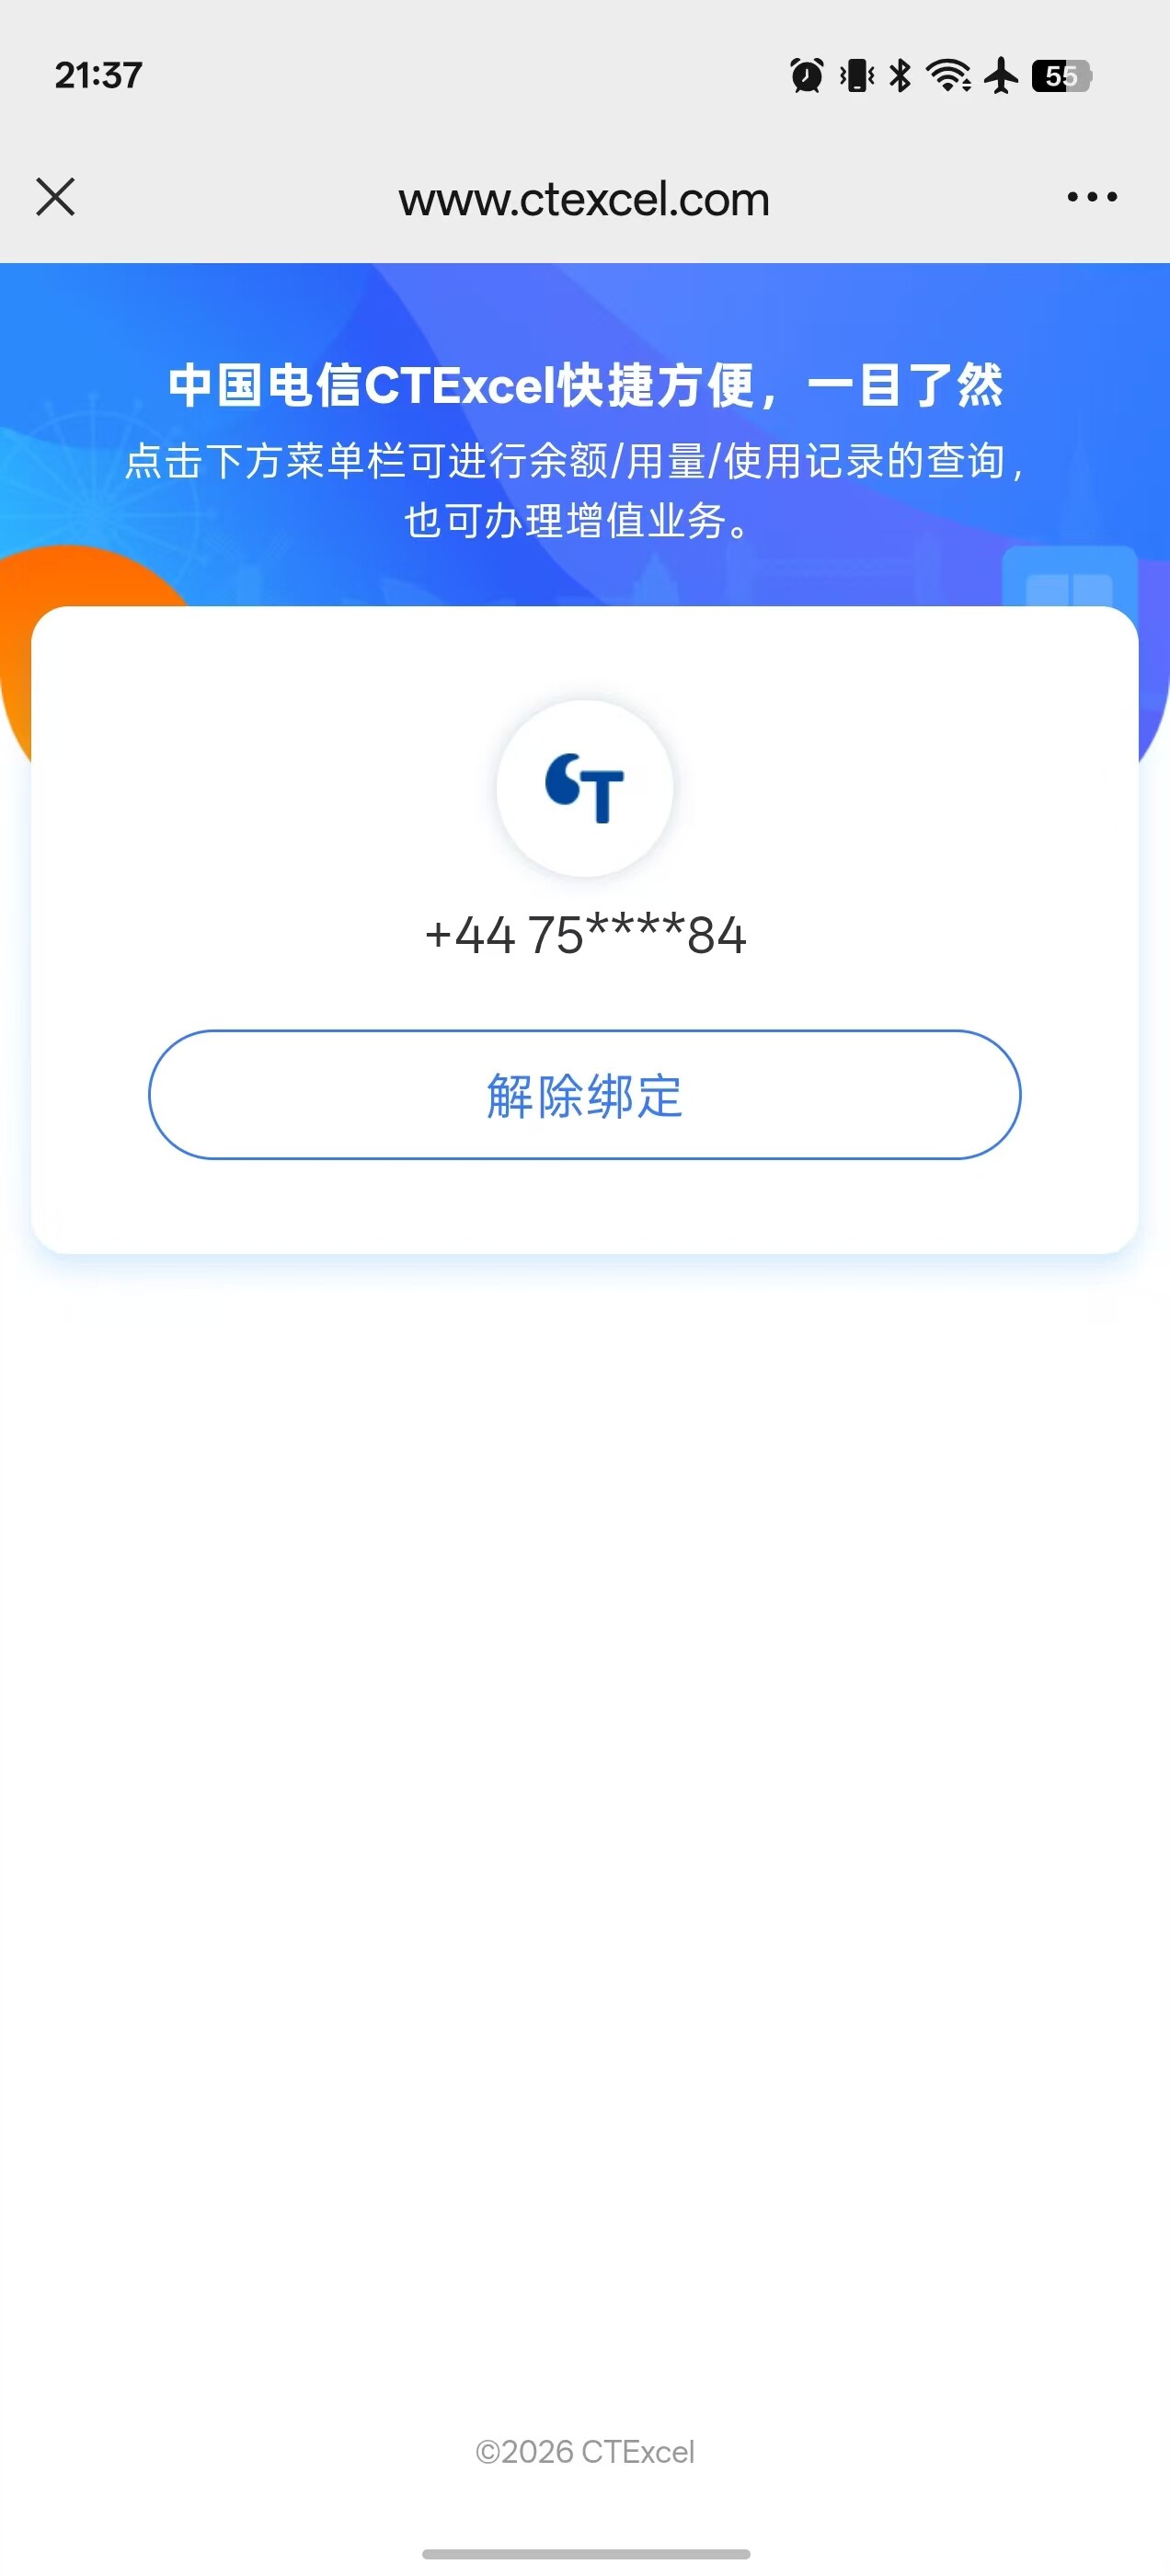 21:37
55
www.ctexcel.com
中国电信CTExcel快捷方便，一目了然
点击下方菜单栏可进行余额/用量/使用记录的查询，
也可办理增值业务。
T
+44 75****84
解除绑定
©2026 CTExcel